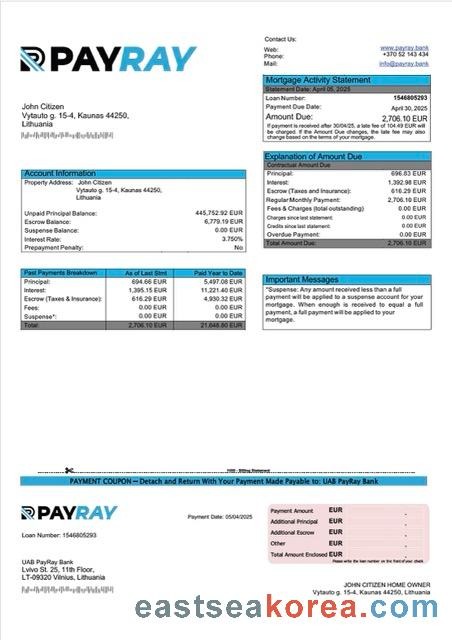 PAYRAY
Contact Us:
Web: www.payray.bank
Phone: +370 52 143 434
Mail: info@payray.bank
Mortgage Activity Statement
Statement Date: April 05, 2025
Loan Number: 1546805293
Payment Due Date: April 30, 2025
Amount Due: 2,706.10 EUR
If payment is received after 30/04/25, a late fee of 104.49 EUR will
be charged. If the Amount Due changes, the late fee may also
change based on the terms of your mortgage.
John Citizen
Vytauto g. 15-4, Kaunas 44250,
Lithuania
Explanation of Amount Due
Contractual Amount Due
Principal: 696.83 EUR
Interest: 1,392.98 EUR
Escrow (Taxes and Insurance): 616.29 EUR
Regular Monthly Payment: 2,706.10 EUR
Fees & Charges (total outstanding) 0.00 EUR
Charges since last statement: 0.00 EUR
Credits since last statement: 0.00 EUR
Overdue Payment: 0.00 EUR
Total Amount Due: 2,706.10 EUR
Account Information
Property Address: John Citizen
Vytauto g. 15-4, Kaunas 44250,
Lithuania
Unpaid Principal Balance: 445,752.92 EUR
Escrow Balance: 6,779.19 EUR
Suspense Balance: 0.00 EUR
Interest Rate: 3.750%
Prepayment Penalty: No
Past Payments Breakdown As of Last Stmt Paid Year to Date
Principal: 694.66 EUR 5,497.08 EUR
Interest: 1,395.15 EUR 11,221.40 EUR
Escrow (Taxes & Insurance): 616.29 EUR 4,930.32 EUR
Fees: 0.00 EUR 0.00 EUR
Suspense*: 0.00 EUR 0.00 EUR
Total: 2,706.10 EUR 21,648.80 EUR
Important Messages
*Suspense: Any amount received less than a full
payment will be applied to a suspense account for your
mortgage. When enough is received to equal a full
payment, a full payment will be applied to your
mortgage.
Billing Statement
PAYMENT COUPON — Detach and Return With Your Payment Made Payable to: UAB PayRay Bank
PAYRAY
Payment Date: 05/04/2025
Loan Number: 1546805293
Payment Amount EUR
Additional Principal EUR
Additional Escrow EUR
Other EUR
Total Amount Enclosed EUR
Please write the loan number on the front of your check.
UAB PayRay Bank
Lvivo St. 25, 11th Floor,
LT-09320 Vilnius, Lithuania
JOHN CITIZEN HOME OWNER
Vytauto g. 15-4, Kaunas 44250,
Lithuania
eastseakorea.com